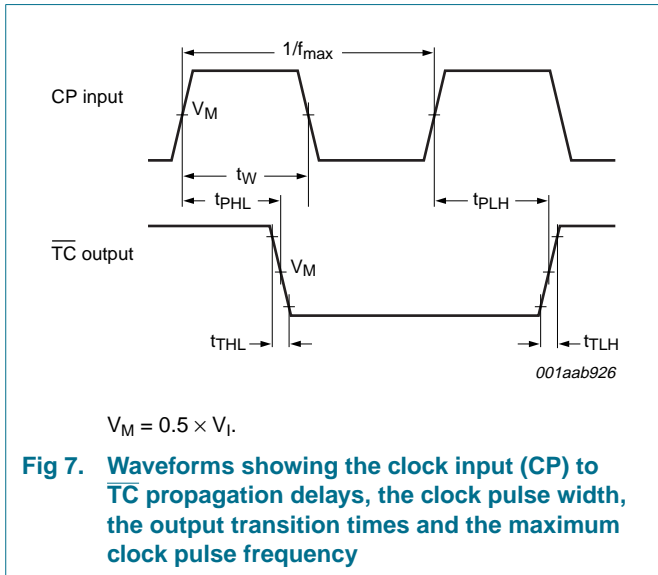 1/fmax
CP input
VM
tW
tPHL
tPLH
TC output
VM
tTHL
tTLH
001aab926
VM = 0.5 × VI.
Fig 7. Waveforms showing the clock input (CP) to
TC propagation delays, the clock pulse width,
the output transition times and the maximum
clock pulse frequency